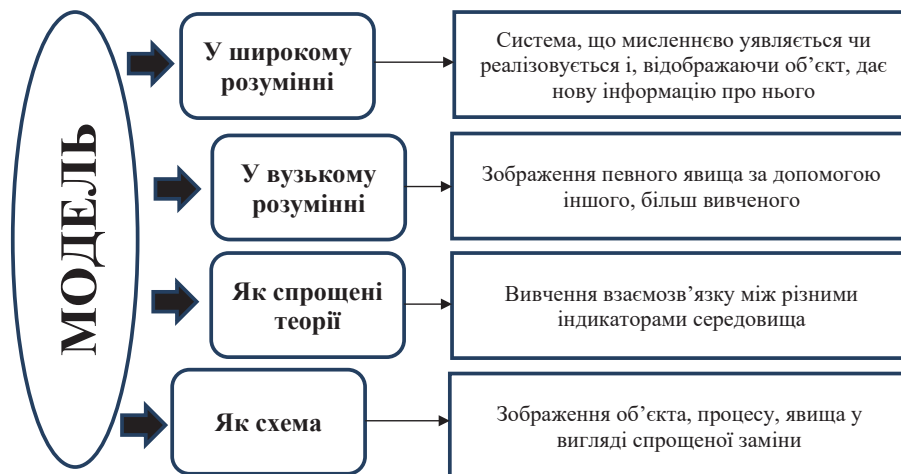 МОДЕЛЬ
У широкому
розумінні
Система, що мисленнєво уявляється чи
реалізовується і, відображаючи об’єкт, дає
нову інформацію про нього
У вузькому
розумінні
Зображення певного явища за допомогою
іншого, більш вивченого
Як спрощені
теорії
Вивчення взаємозв’язку між різними
індикаторами середовища
Як схема
Зображення об’єкта, процесу, явища у
вигляді спрощеної заміни